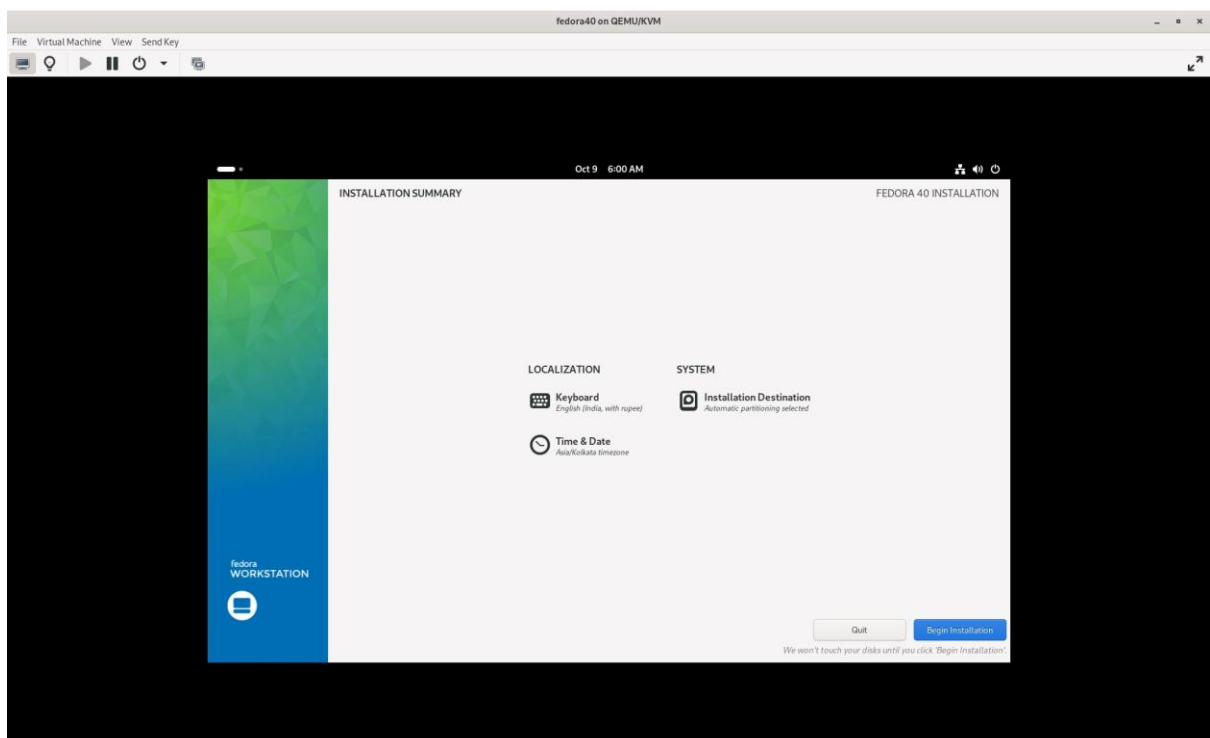 fedora40 on QEMU/KVM
File Virtual Machine View Send Key
Oct 9 6:00 AM
INSTALLATION SUMMARY
FEDORA 40 INSTALLATION
LOCALIZATION
SYSTEM
Keyboard
English (India, with rupee)
Installation Destination
Automatic partitioning selected
Time & Date
Asia/Kolkata timezone
fedora
WORKSTATION
Quit
Begin Installation
We won't touch your disks until you click 'Begin Installation'.